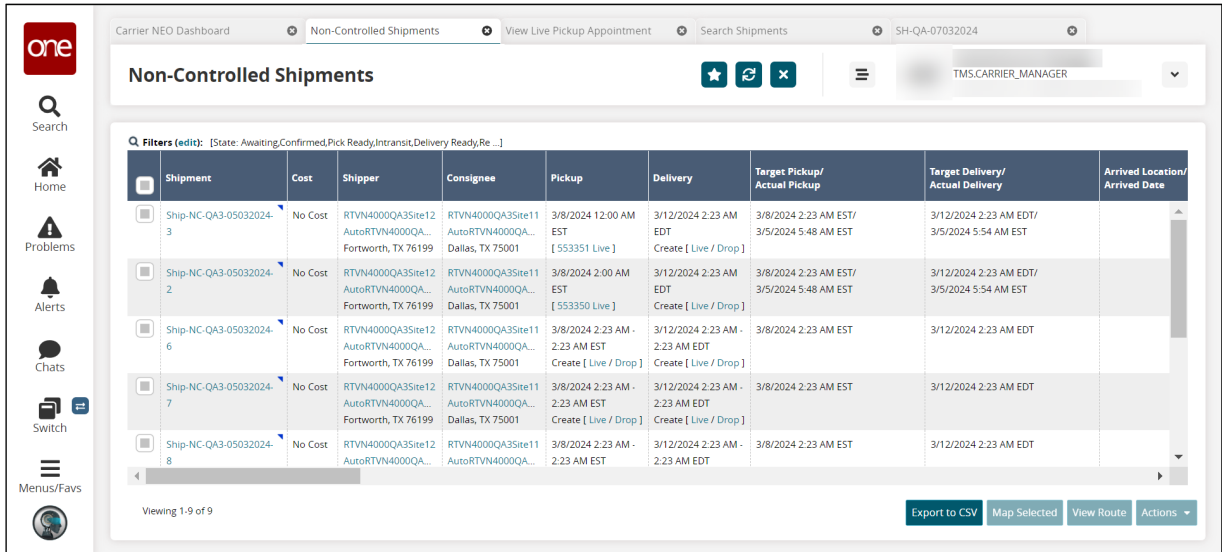 one
Search
Home
Problems
Alerts
Chats
Switch
Menus/Favs
Carrier NEO Dashboard
Non-Controlled Shipments
View Live Pickup Appointment
Search Shipments
SH-QA-07032024
Non-Controlled Shipments
TMS.CARRIER_MANAGER
Filters (edit): [State: Awaiting,Confirmed,Pick Ready,Intransit,Delivery Ready,Re ...]
Shipment Cost Shipper Consignee Pickup Delivery Target Pickup/ Target Delivery/ Arrived Location/
Actual Pickup Actual Delivery Arrived Date
Ship-NC-QA3-05032024- No Cost RTVN4000QA3Site12 RTVN4000QA3Site11 3/8/2024 12:00 AM 3/12/2024 2:23 AM 3/8/2024 2:23 AM EST/ 3/12/2024 2:23 AM EDT/
3 AutoRTVN4000QA... AutoRTVN4000QA... EST EDT 3/5/2024 5:48 AM EST 3/5/2024 5:54 AM EST
Fortworth, TX 76199 Dallas, TX 75001 [ 553351 Live ] Create [ Live / Drop ]
Ship-NC-QA3-05032024- No Cost RTVN4000QA3Site12 RTVN4000QA3Site11 3/8/2024 2:00 AM 3/12/2024 2:23 AM 3/8/2024 2:23 AM EST/ 3/12/2024 2:23 AM EDT/
2 AutoRTVN4000QA... AutoRTVN4000QA... EST EDT 3/5/2024 5:48 AM EST 3/5/2024 5:54 AM EST
Fortworth, TX 76199 Dallas, TX 75001 [ 553350 Live ] Create [ Live / Drop ]
Ship-NC-QA3-05032024- No Cost RTVN4000QA3Site12 RTVN4000QA3Site11 3/8/2024 2:23 AM - 3/12/2024 2:23 AM - 3/8/2024 2:23 AM EST 3/12/2024 2:23 AM EDT
6 AutoRTVN4000QA... AutoRTVN4000QA... 2:23 AM EST 2:23 AM EDT
Fortworth, TX 76199 Dallas, TX 75001 Create [ Live / Drop ] Create [ Live / Drop ]
Ship-NC-QA3-05032024- No Cost RTVN4000QA3Site12 RTVN4000QA3Site11 3/8/2024 2:23 AM - 3/12/2024 2:23 AM - 3/8/2024 2:23 AM EST 3/12/2024 2:23 AM EDT
7 AutoRTVN4000QA... AutoRTVN4000QA... 2:23 AM EST 2:23 AM EDT
Fortworth, TX 76199 Dallas, TX 75001 Create [ Live / Drop ] Create [ Live / Drop ]
Ship-NC-QA3-05032024- No Cost RTVN4000QA3Site12 RTVN4000QA3Site11 3/8/2024 2:23 AM - 3/12/2024 2:23 AM - 3/8/2024 2:23 AM EST 3/12/2024 2:23 AM EDT
8 AutoRTVN4000QA... AutoRTVN4000QA... 2:23 AM EST 2:23 AM EDT
Viewing 1-9 of 9
Export to CSV Map Selected View Route Actions